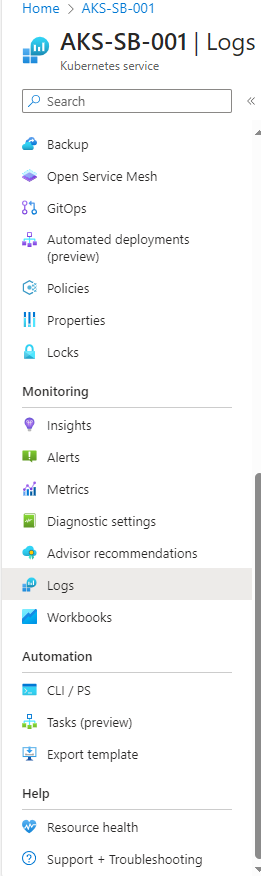 Home > AKS-SB-001
AKS-SB-001 | Logs
Kubernetes service
Search «
Backup
Open Service Mesh
GitOps
Automated deployments
(preview)
Policies
Properties
Locks
Monitoring
Insights
Alerts
Metrics
Diagnostic settings
Advisor recommendations
Logs
Workbooks
Automation
CLI / PS
Tasks (preview)
Export template
Help
Resource health
Support + Troubleshooting